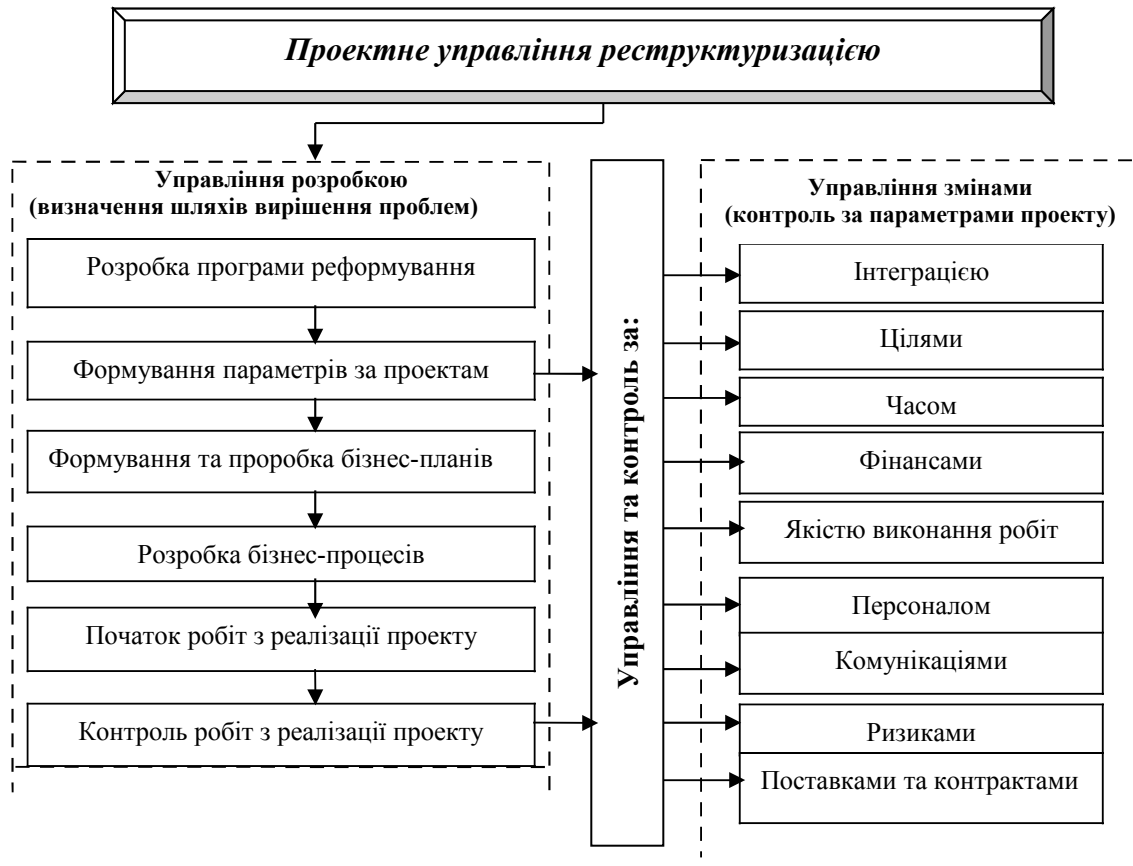 Проектне управління реструктуризацією
Управління розробкою
(визначення шляхів вирішення проблем)
Розробка програми реформування
Формування параметрів за проектам
Формування та проробка бізнес-планів
Розробка бізнес-процесів
Початок робіт з реалізації проекту
Контроль робіт з реалізації проекту
Управління та контроль за:
Управління змінами
(контроль за параметрами проекту)
Інтеграцією
Цілями
Часом
Фінансами
Якістю виконання робіт
Персоналом
Комунікаціями
Ризиками
Поставками та контрактами